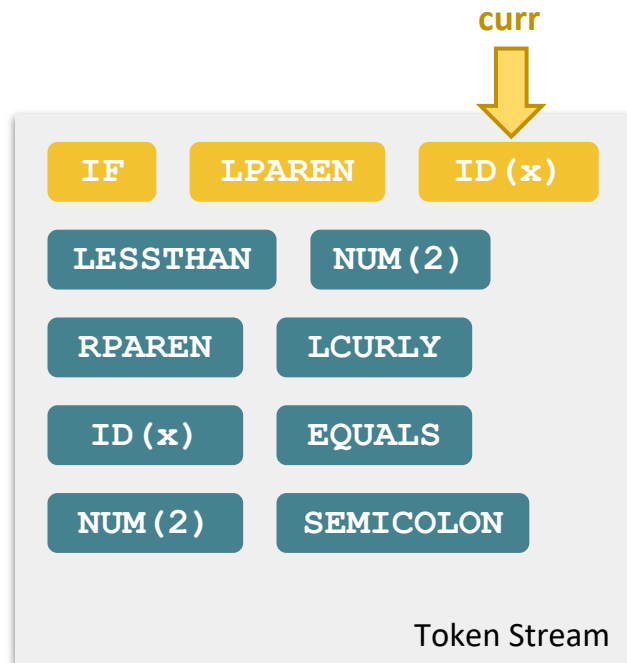 curr
IF LPAREN ID(x)
LESSTHAN NUM(2)
RPAREN LCURLY
ID(x) EQUALS
NUM(2) SEMICOLON
Token Stream